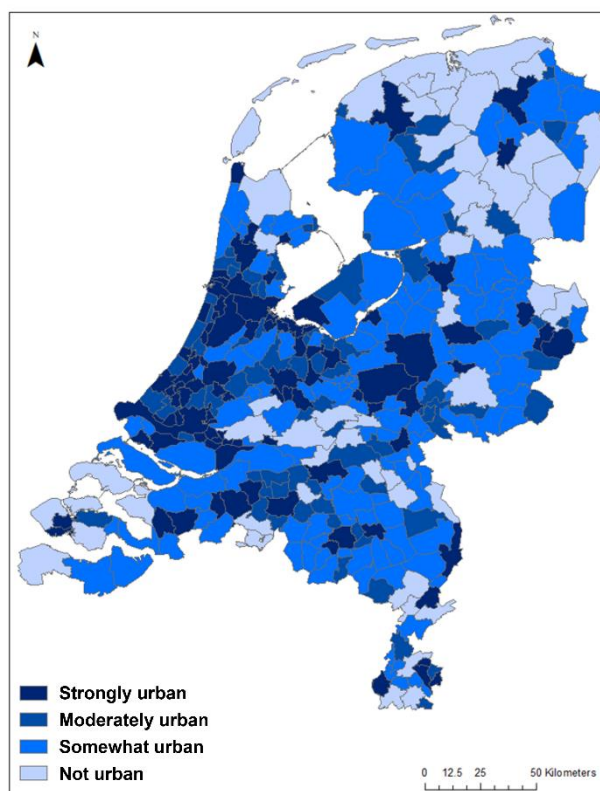 N
Strongly urban
Moderately urban
Somewhat urban
Not urban
0 12.5 25 50 Kilometers